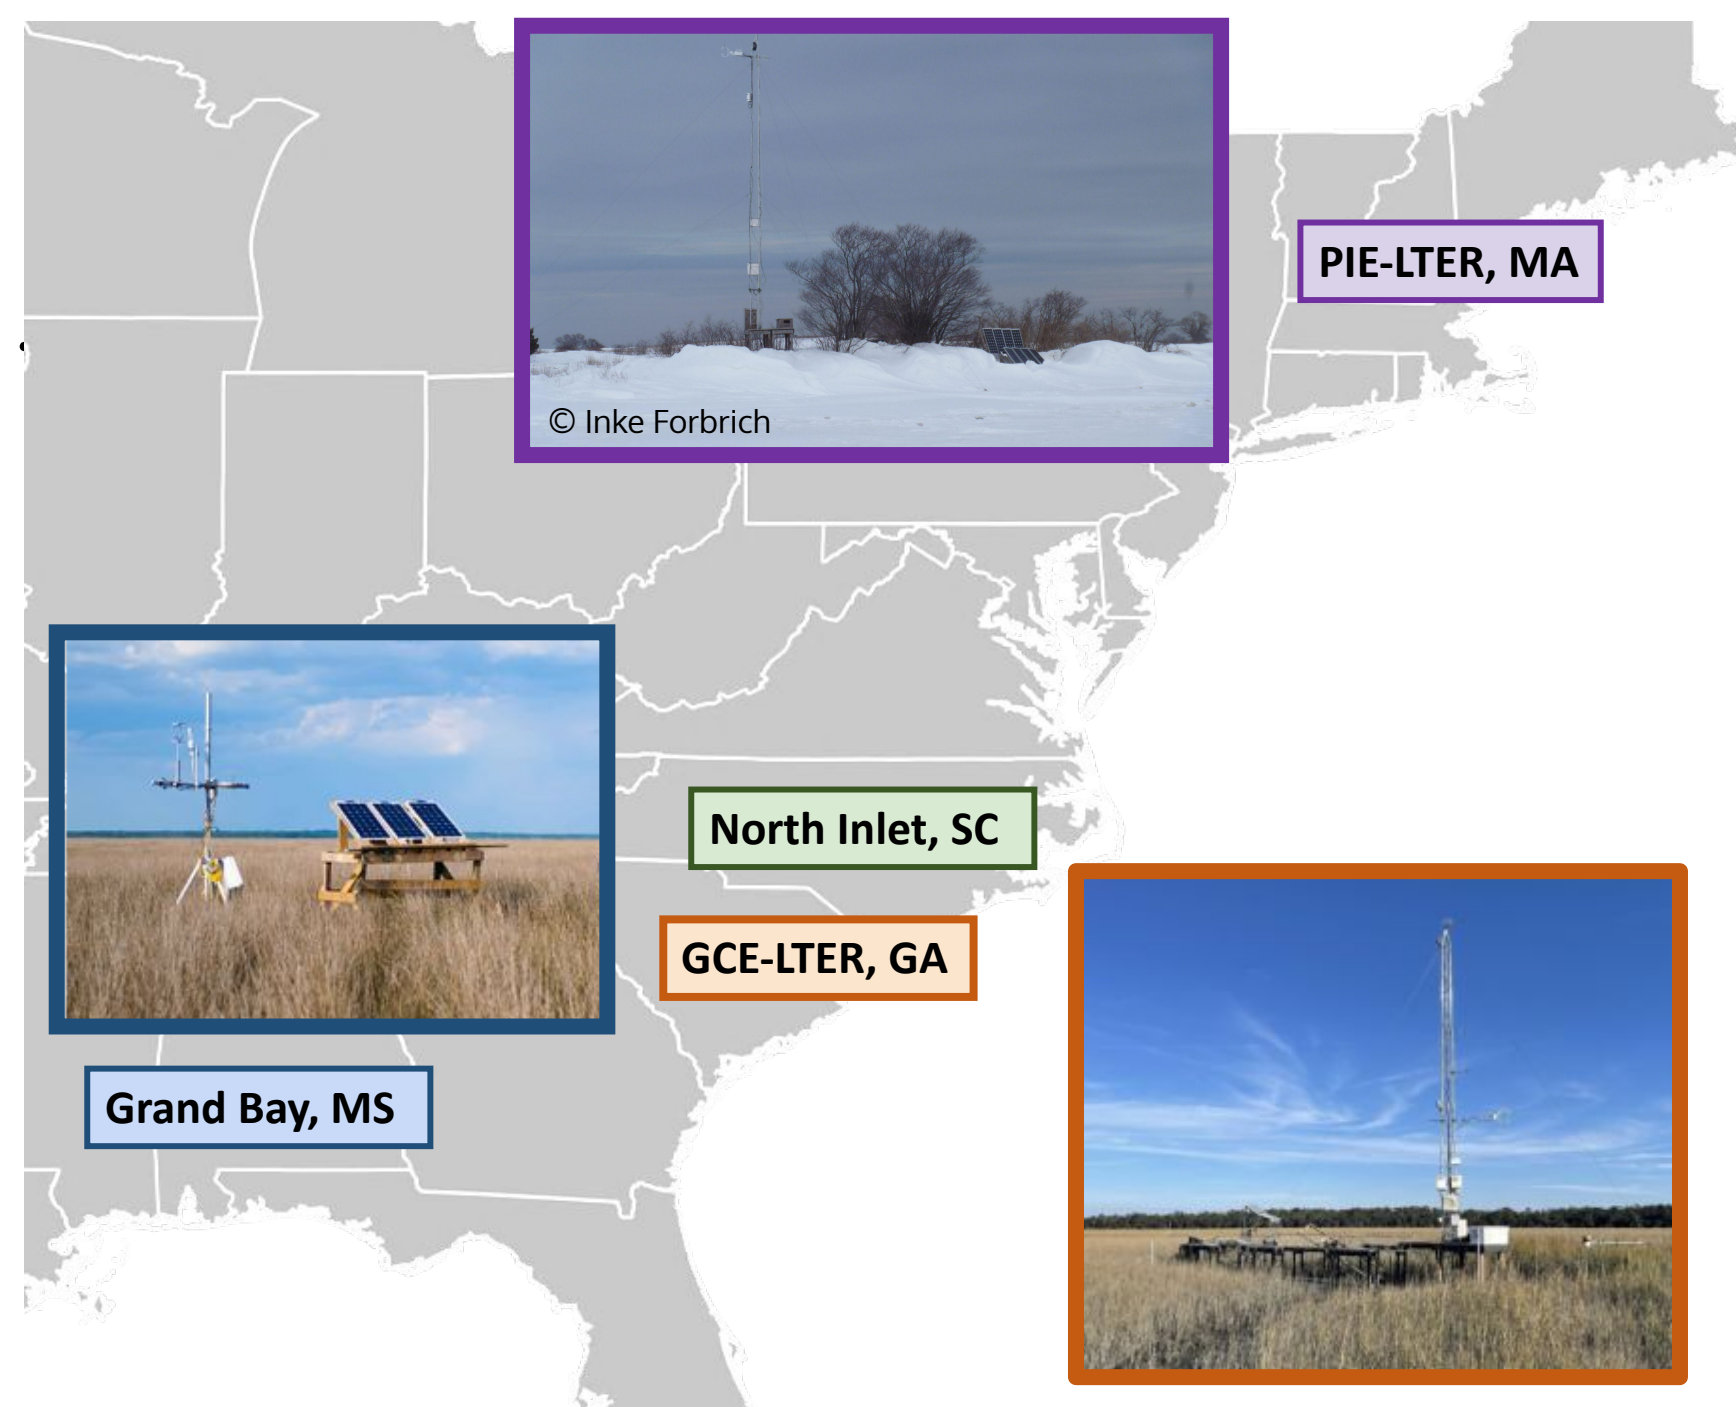 PIE-LTER, MA
© Inke Forbrich
North Inlet, SC
GCE-LTER, GA
Grand Bay, MS